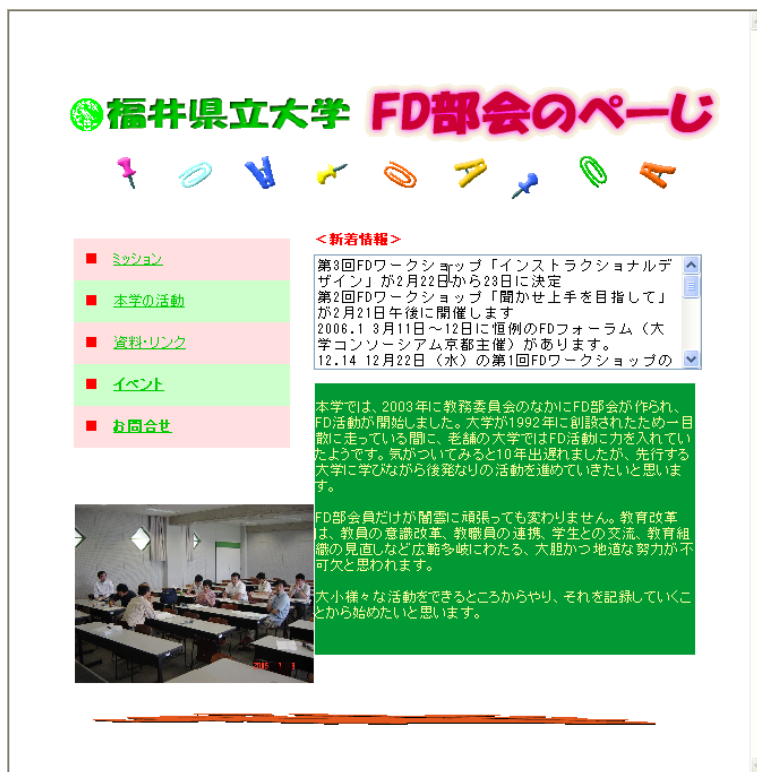 福井県立大学 FD部会のぺーじ
<新着情報>
ミッション
本学の活動
資料・リンク
イベント
お問合せ
第3回FDワークショップ「インストラクショナルデ
ザイン」が2月22日から23日に決定
第2回FDワークショップ「聞かせ上手を目指して」
が2月21日午後に開催します
2006.1 3月11日～12日に恒例のFDフォーラム（大
学コンソーシアム京都主催）があります。
12.14 12月22日（水）の第1回FDワークショップの
本学では、2003年に教務委員会のなかにFD部会が作られ、
FD活動が開始しました。大学が1992年に創設されたため一目
散に走っている間に、老舗の大学ではFD活動に力を入れてい
たようです。気がついてみると10年出遅れましたが、先行する
大学に学びながら後発なりの活動を進めていきたいと思いま
す。
FD部会員だけが闇雲に頑張っても変わりません。教育改革
は、教員の意識改革、教職員の連携、学生との交流、教育組
織の見直しなど広範多岐にわたる、大胆かつ地道な努力が不
可欠と思われます。
大小様々な活動をできるところからやり、それを記録していくこ
とから始めたいと思います。